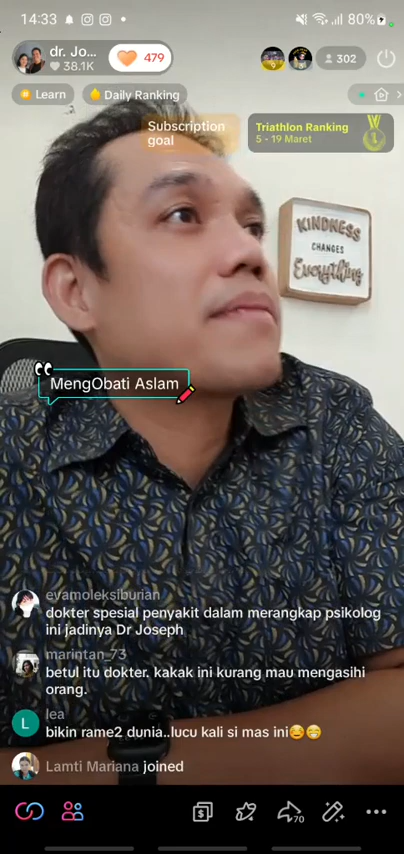 14:33
80%
dr. Jo...
38.1K
479
302
Learn
Daily Ranking
Subscription
goal
Triathlon Ranking
5 - 19 Maret
KINDNESS
CHANGES
Everything
MengObati Aslam
evamoleksiburian
dokter spesial penyakit dalam merangkap psikolog
ini jadinya Dr Joseph
marintan_73
betul itu dokter. kakak ini kurang mau mengasihi
orang.
L
lea
bikin rame2 dunia..lucu kali si mas ini😆😁
Lamti Mariana joined
70